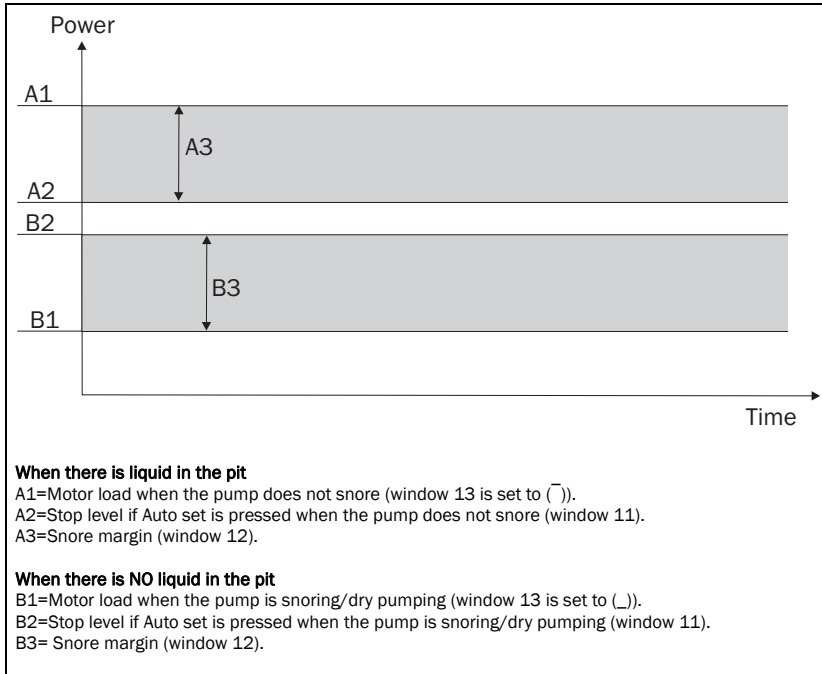 Power
A1
A3
A2
B2
B3
B1
Time
When there is liquid in the pit
A1=Motor load when the pump does not snore (window 13 is set to (¯)).
A2=Stop level if Auto set is pressed when the pump does not snore (window 11).
A3=Snore margin (window 12).
When there is NO liquid in the pit
B1=Motor load when the pump is snoring/dry pumping (window 13 is set to (_)).
B2=Stop level if Auto set is pressed when the pump is snoring/dry pumping (window 11).
B3= Snore margin (window 12).